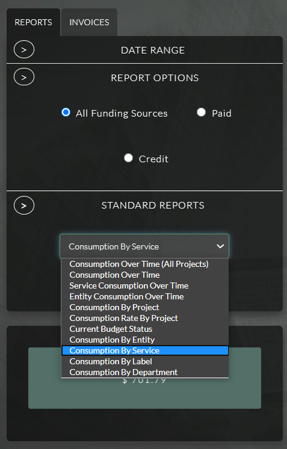 REPORTS INVOICES
> DATE RANGE
> REPORT OPTIONS
All Funding Sources Paid
Credit
> STANDARD REPORTS
Consumption By Service
Consumption Over Time (All Projects)
Consumption Over Time
Service Consumption Over Time
Entity Consumption Over Time
Consumption By Project
Consumption Rate By Project
Current Budget Status
Consumption By Entity
Consumption By Service
Consumption By Label
Consumption By Department
$ 701.79